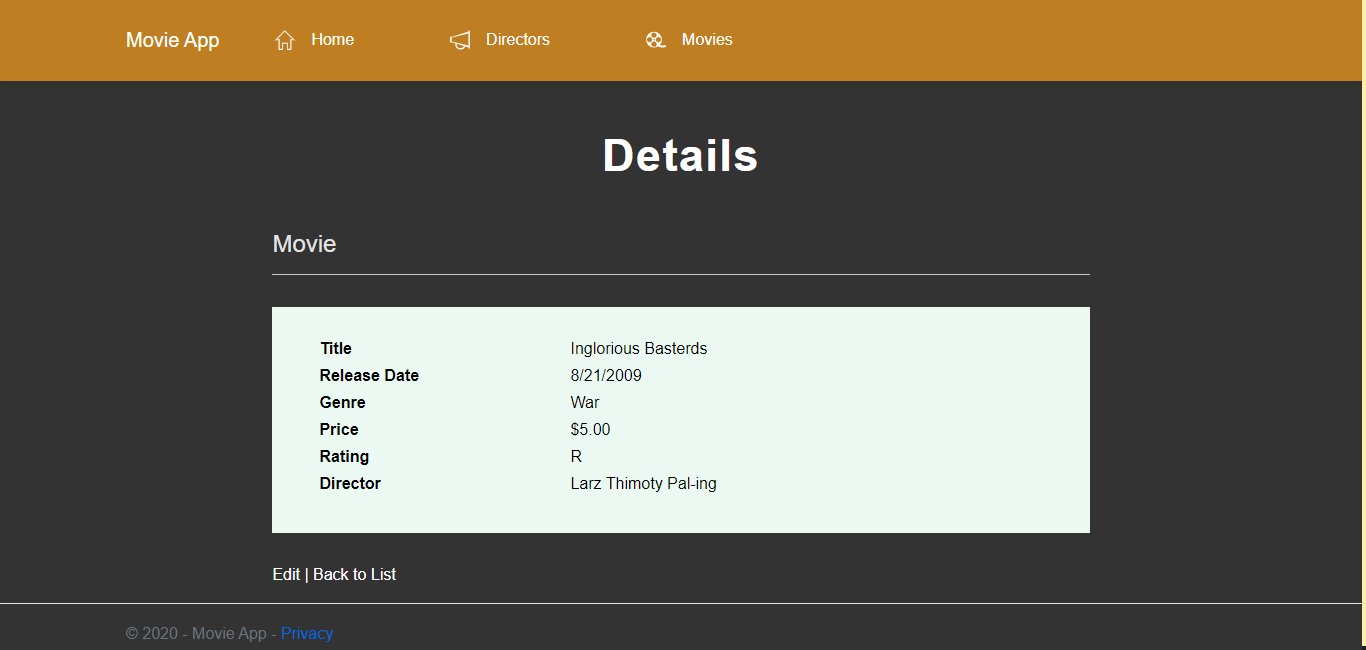 Movie App Home Directors Movies
Details
Movie
Title Inglorious Basterds
Release Date 8/21/2009
Genre War
Price $5.00
Rating R
Director Larz Thimoty Pal-ing
Edit | Back to List
© 2020 - Movie App - Privacy